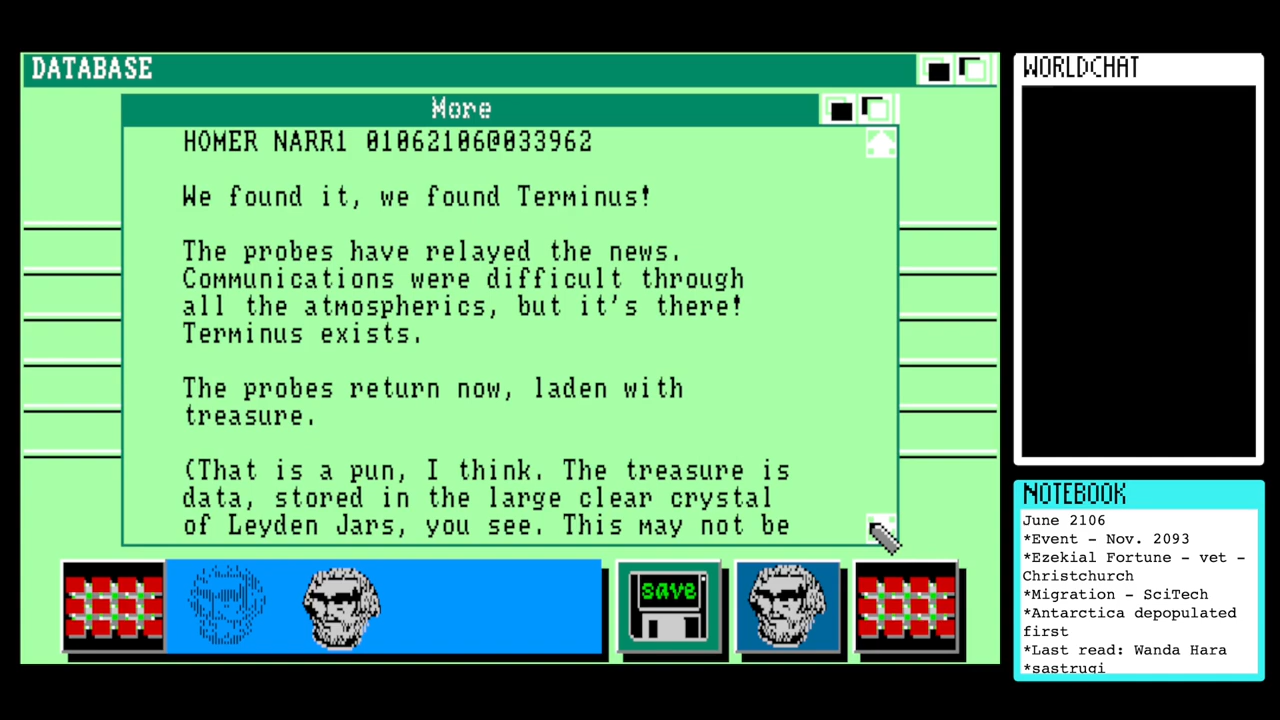 DATABASE
More
HOMER NARR1 01062106@033962
We found it, we found Terminus!
The probes have relayed the news.
Communications were difficult through
all the atmospherics, but it's there!
Terminus exists.
The probes return now, laden with
treasure.
(That is a pun, I think. The treasure is
data, stored in the large clear crystal
of Leyden Jars, you see. This may not be
save
WORLDCHAT
NOTEBOOK
June 2106
*Event - Nov. 2093
*Ezekial Fortune - vet -
Christchurch
*Migration - SciTech
*Antarctica depopulated
first
*Last read: Wanda Hara
*sastrugi